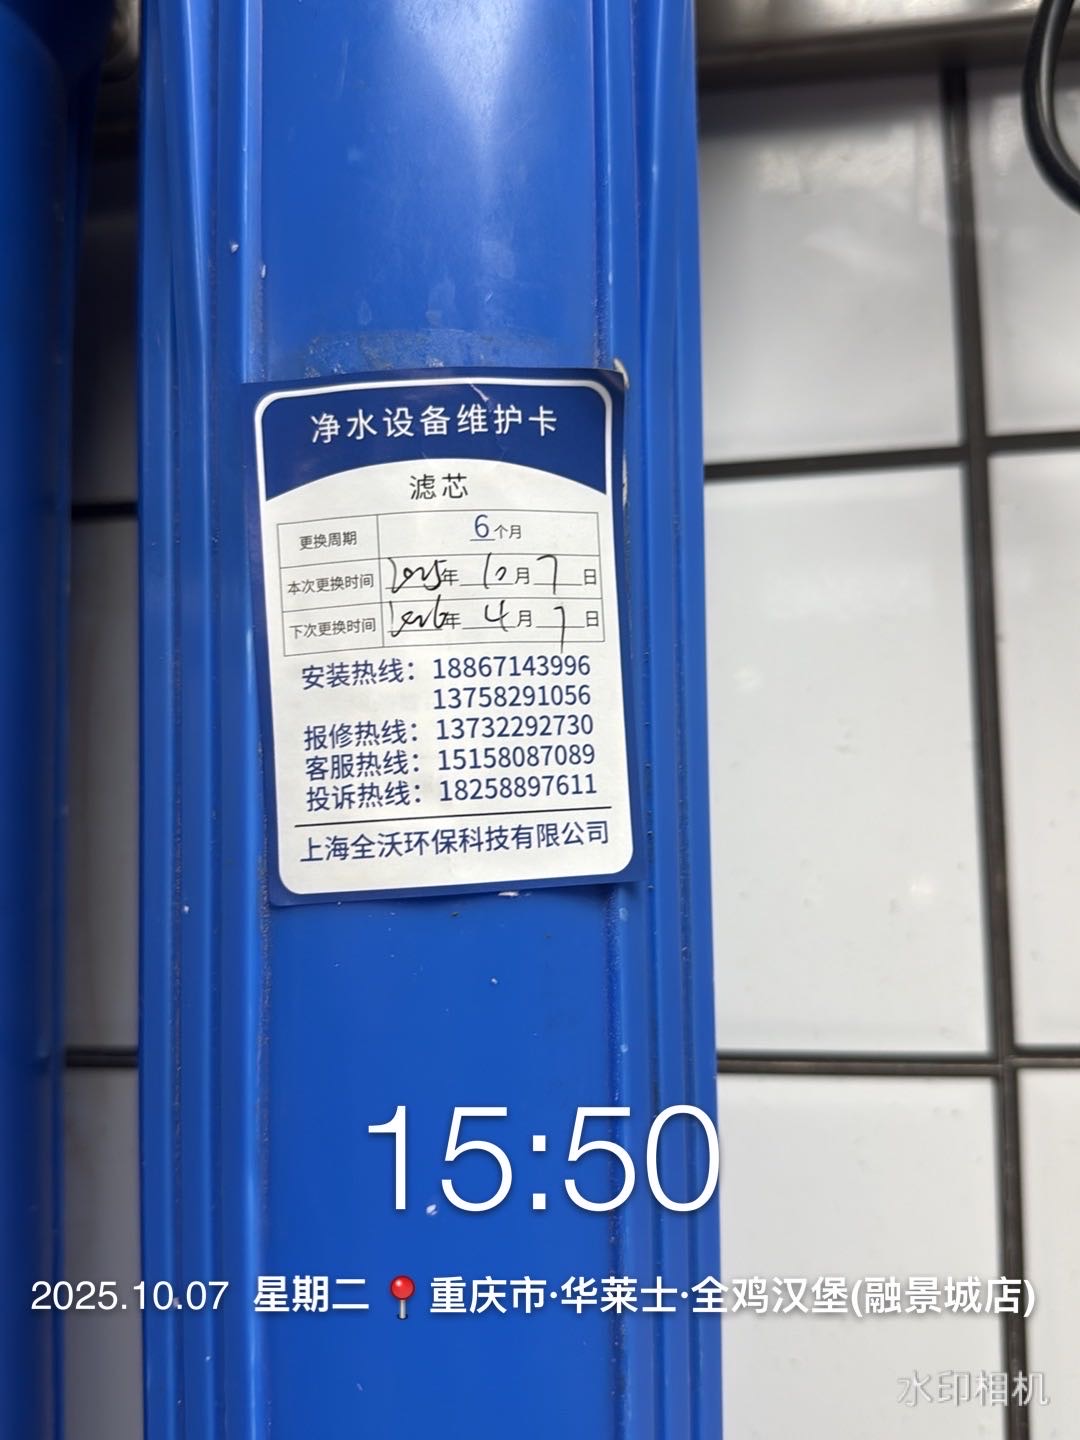 净水设备维护卡
滤芯
更换周期 6个月
本次更换时间 2025年10月7日
下次更换时间 2026年4月7日
安装热线：18867143996
13758291056
报修热线：13732292730
客服热线：15158087089
投诉热线：18258897611
上海全沃环保科技有限公司
15:50
2025.10.07 星期二 📍重庆市·华莱士·全鸡汉堡(融景城店)
水印相机